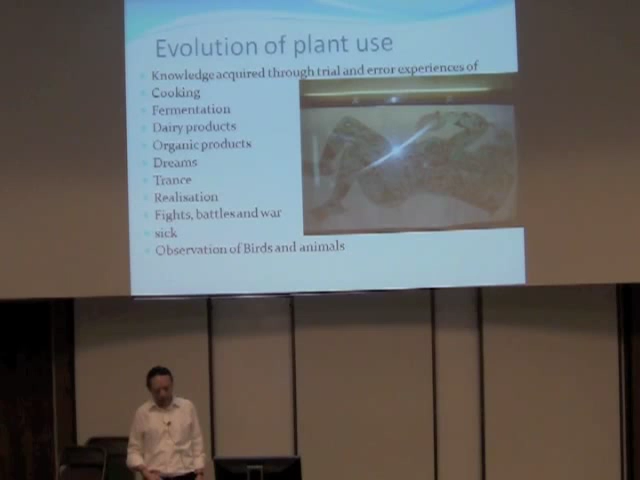 Evolution of plant use
Knowledge acquired through trial and error experiences of
Cooking
Fermentation
Dairy products
Organic products
Dreams
Trance
Realisation
Fights, battles and war
sick
Observation of Birds and animals